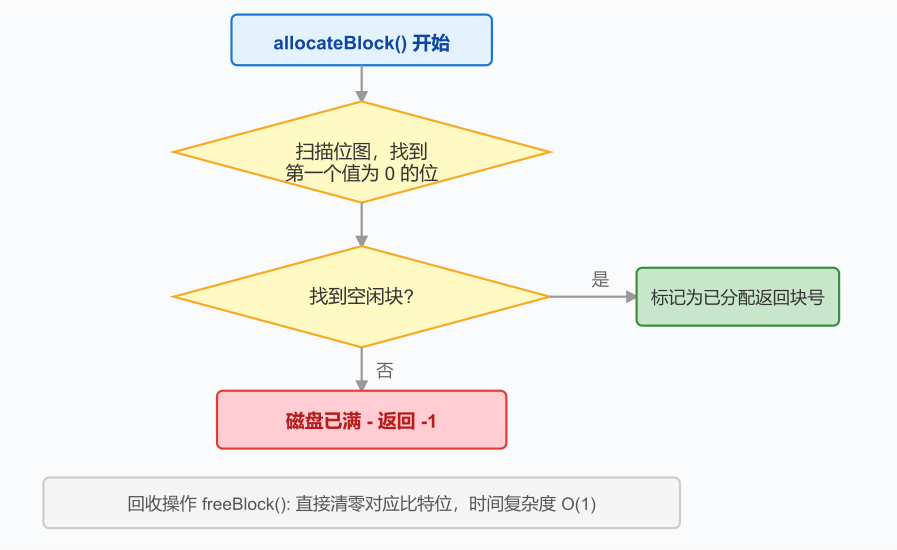 allocateBlock() 开始
扫描位图，找到
第一个值为 0 的位
找到空闲块?
是
标记为已分配返回块号
否
磁盘已满 - 返回 -1
回收操作 freeBlock(): 直接清零对应比特位，时间复杂度 O(1)